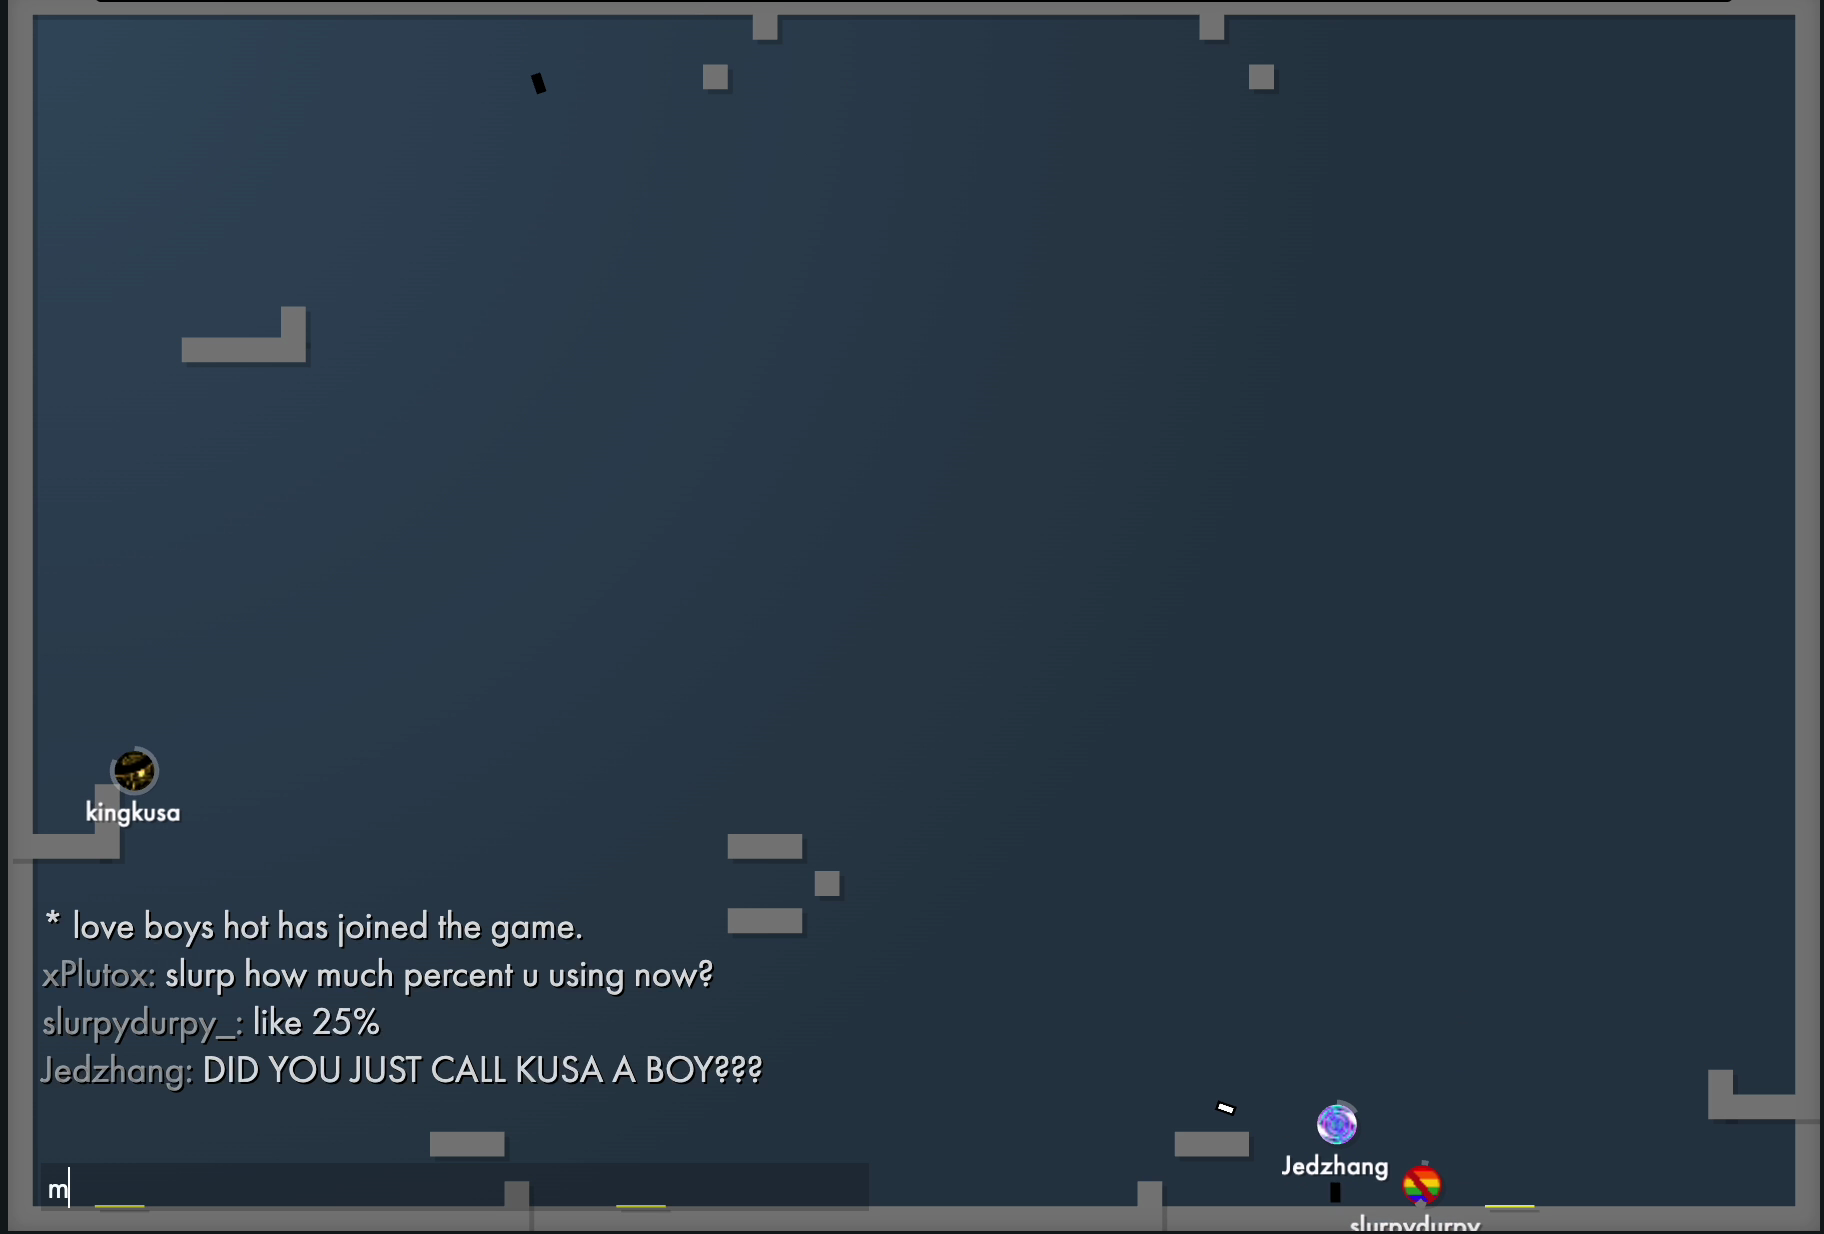 kingkusa
* love boys hot has joined the game.
xPlutox: slurp how much percent u using now?
slurpydurpy_: like 25%
Jedzhang: DID YOU JUST CALL KUSA A BOY???
Jedzhang
m
slurpydurpy_